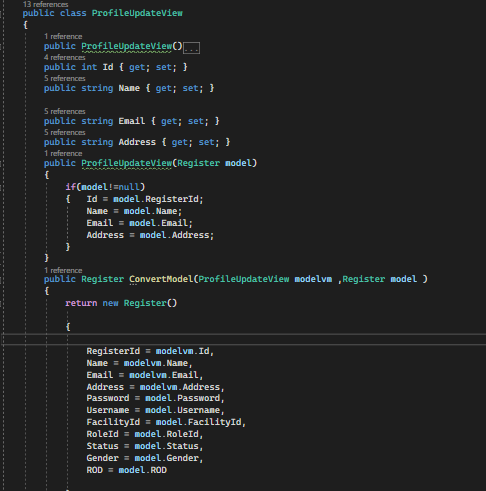 13 references
public class ProfileUpdateView
{
1 reference
public ProfileUpdateView()...
4 references
public int Id { get; set; }
5 references
public string Name { get; set; }
5 references
public string Email { get; set; }
5 references
public string Address { get; set; }
1 reference
public ProfileUpdateView(Register model)
{
if(model!=null)
{ Id = model.RegisterId;
Name = model.Name;
Email = model.Email;
Address = model.Address;
}
}
1 reference
public Register ConvertModel(ProfileUpdateView modelvm ,Register model )
{
return new Register()
{
RegisterId = modelvm.Id,
Name = modelvm.Name,
Email = modelvm.Email,
Address = modelvm.Address,
Password = model.Password,
Username = model.Username,
FacilityId = model.FacilityId,
RoleId = model.RoleId,
Status = model.Status,
Gender = model.Gender,
ROD = model.ROD